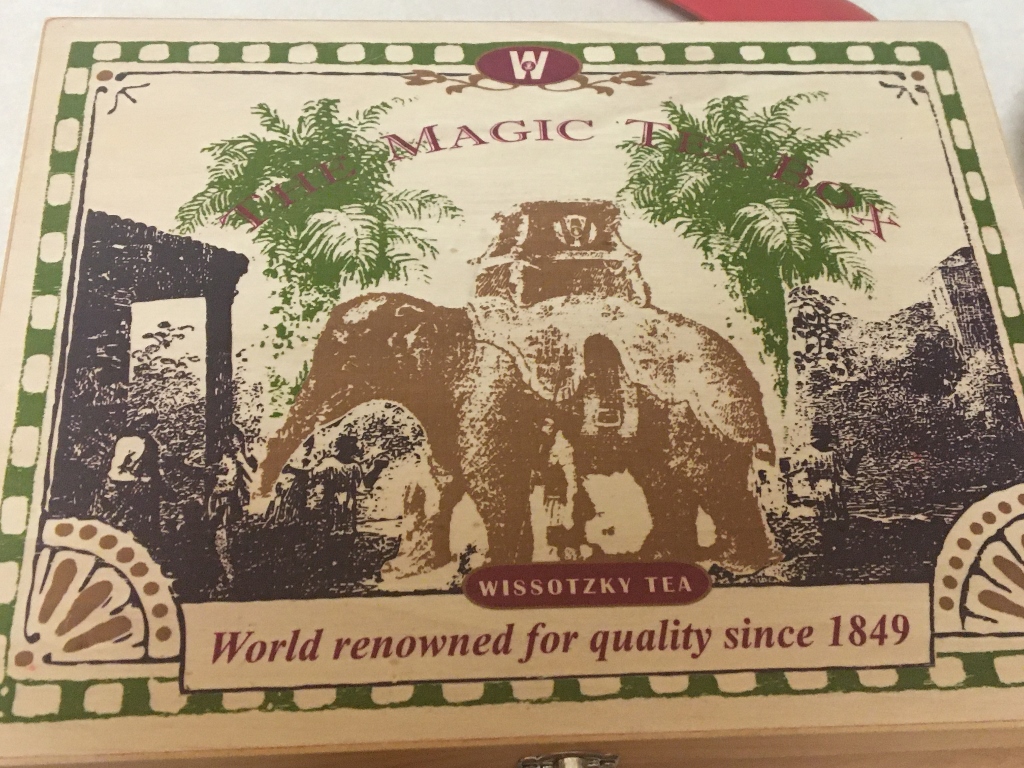 W
THE MAGIC TEA BOX
WISSOTZKY TEA
World renowned for quality since 1849